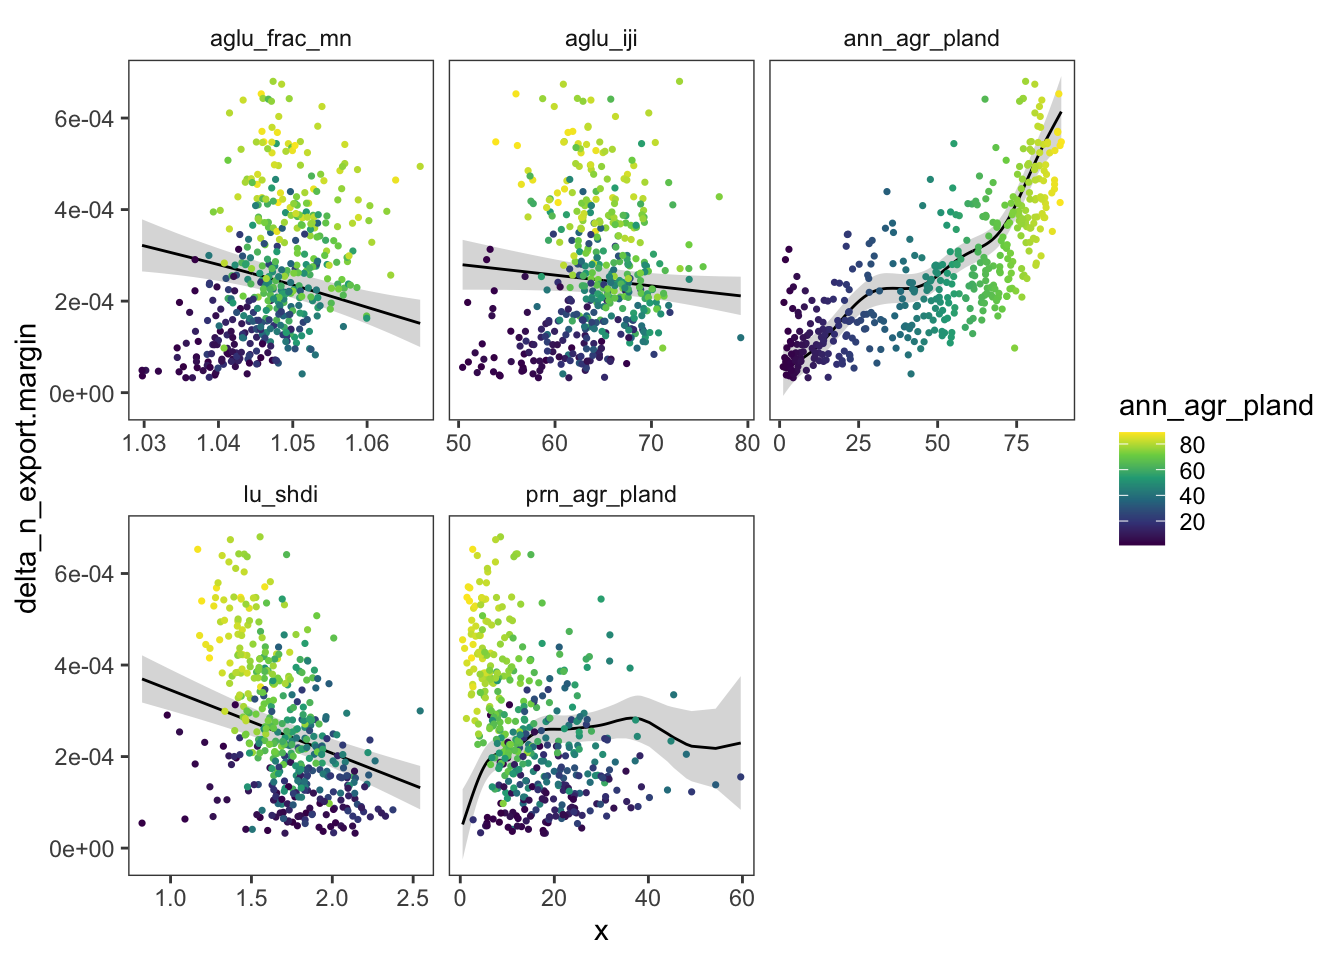 aglu_frac_mn aglu_iji ann_agr_pland
6e-04
4e-04
2e-04
0e+00
1.03 1.04 1.05 1.06 50 60 70 80 0 25 50 75
lu_shdi prn_agr_pland
6e-04
4e-04
2e-04
0e+00
1.0 1.5 2.0 2.5 0 20 40 60
x
delta_n_export.margin
ann_agr_pland
80
60
40
20